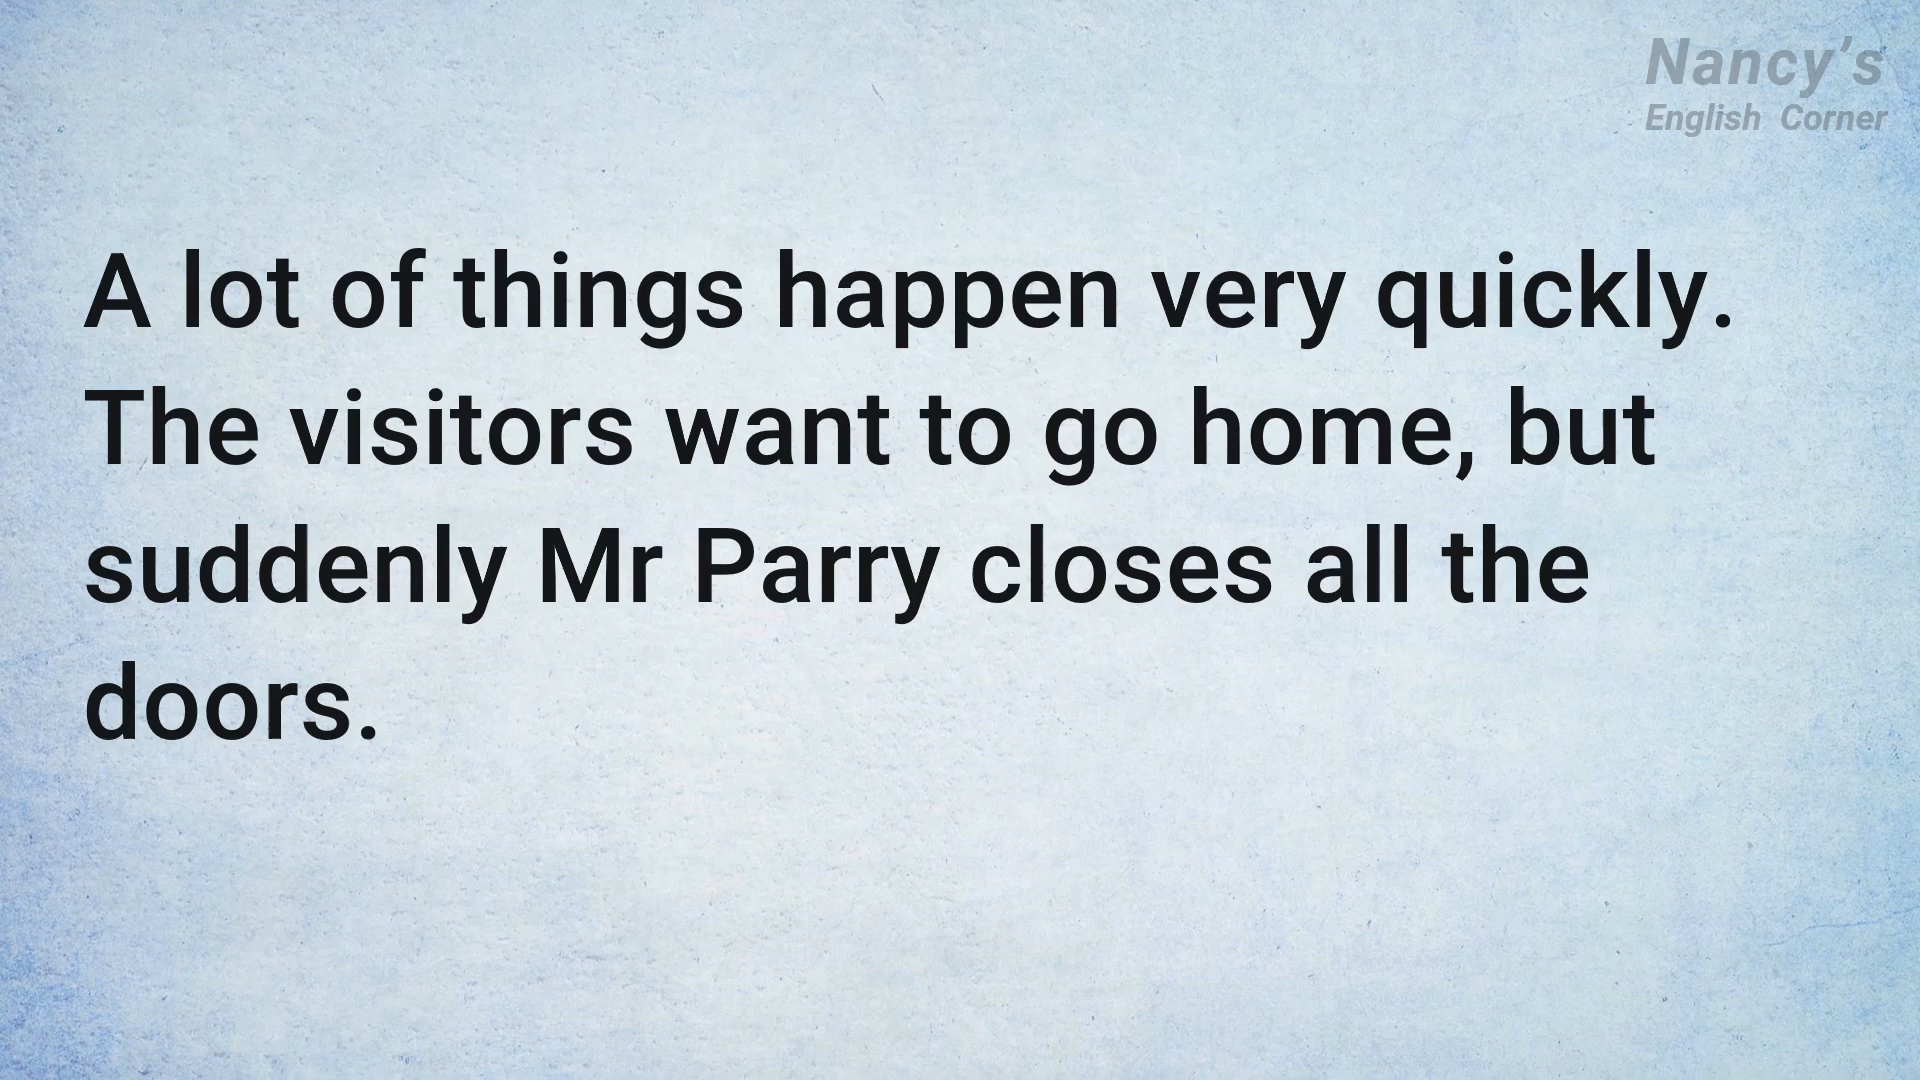 Nancy’s
English Corner
A lot of things happen very quickly.
The visitors want to go home, but
suddenly Mr Parry closes all the
doors.